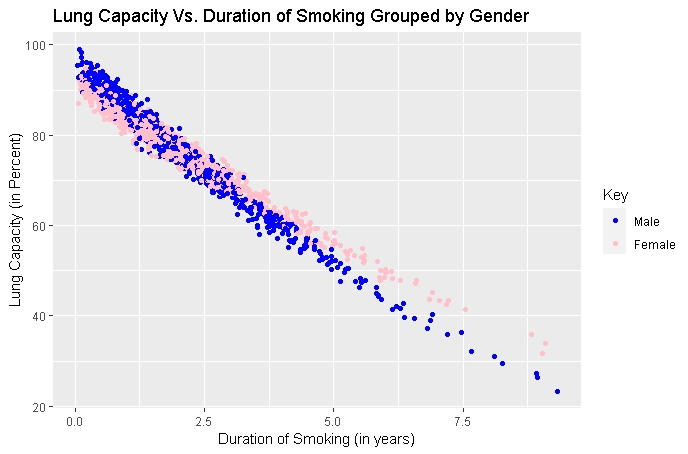 Lung Capacity Vs. Duration of Smoking Grouped by Gender
Lung Capacity (in Percent)
100
80
60
40
20
0.0 2.5 5.0 7.5
Duration of Smoking (in years)
Key
Male
Female